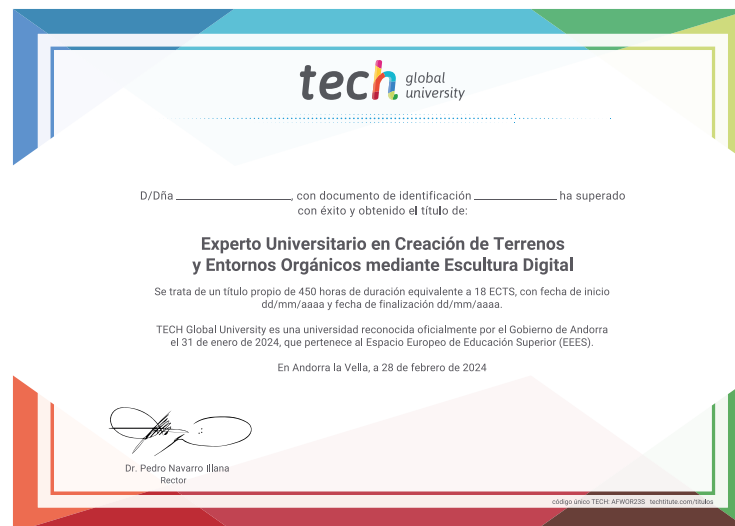 tech global
university
D/Dña ______________, con documento de identificación ____________ ha superado
con éxito y obtenido el título de:
Experto Universitario en Creación de Terrenos
y Entornos Orgánicos mediante Escultura Digital
Se trata de un título propio de 450 horas de duración equivalente a 18 ECTS, con fecha de inicio
dd/mm/aaaa y fecha de finalización dd/mm/aaaa.
TECH Global University es una universidad reconocida oficialmente por el Gobierno de Andorra
el 31 de enero de 2024, que pertenece al Espacio Europeo de Educación Superior (EEES).
En Andorra la Vella, a 28 de febrero de 2024
Dr. Pedro Navarro Illana
Rector
código único TECH: AFWOR23S techtitute.com/titulos